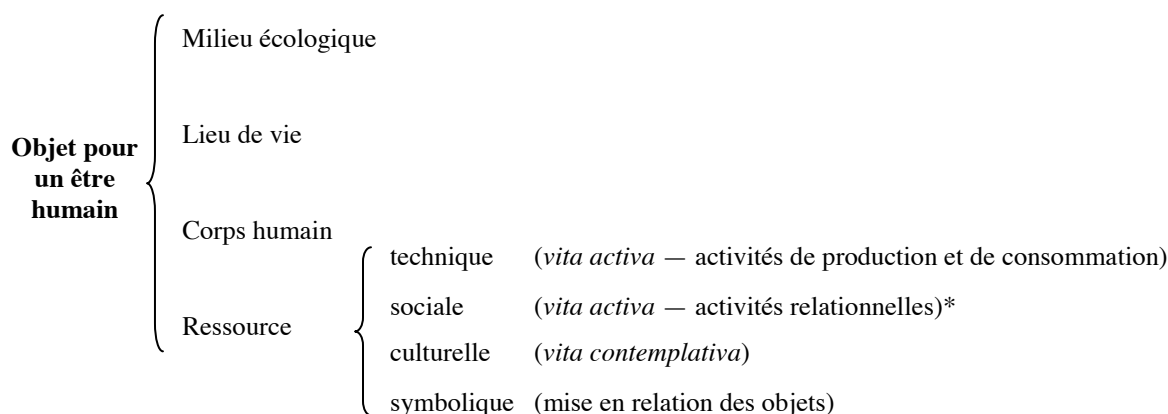 Milieu écologique
Lieu de vie
Objet pour
un être
humain
Corps humain
Ressource
technique (vita activa — activités de production et de consommation)
sociale (vita activa — activités relationnelles)*
culturelle (vita contemplativa)
symbolique (mise en relation des objets)